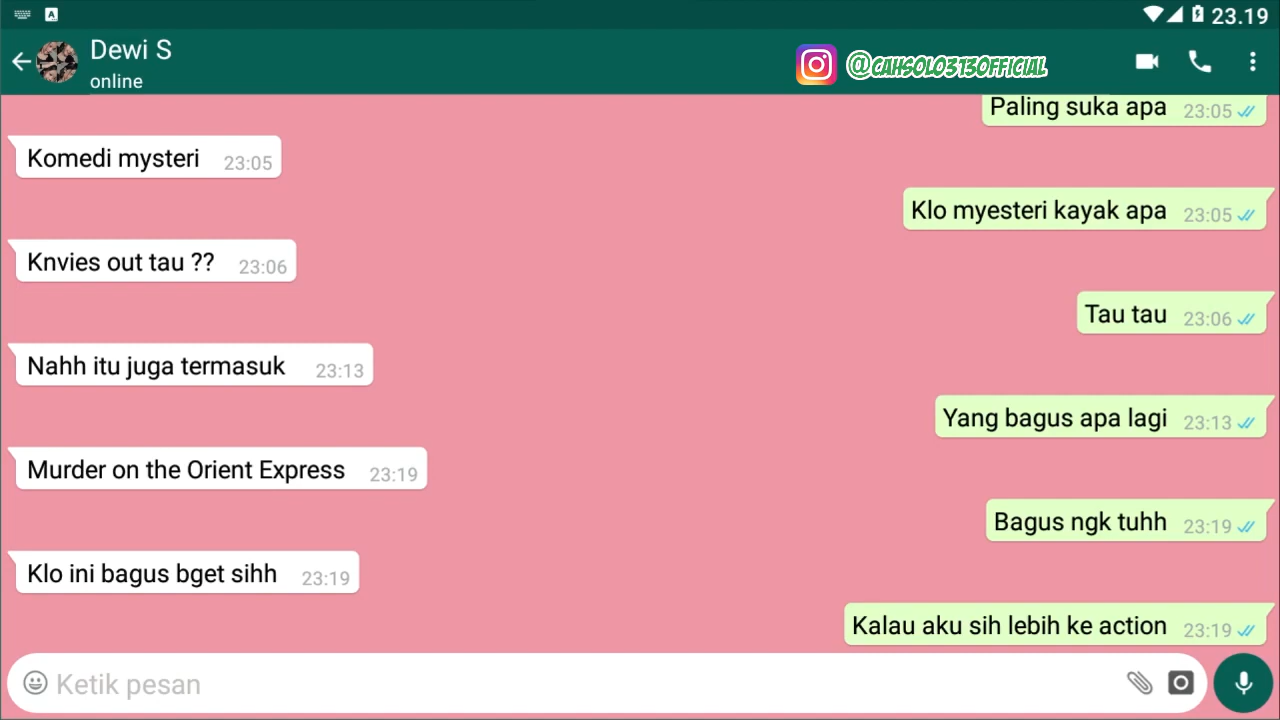 23.19
Dewi S
online
@CAHSOLO313OFFICIAL
Paling suka apa 23:05
Komedi mysteri 23:05
Klo myesteri kayak apa 23:05
Knvies out tau ?? 23:06
Tau tau 23:06
Nahh itu juga termasuk 23:13
Yang bagus apa lagi 23:13
Murder on the Orient Express 23:19
Bagus ngk tuhh 23:19
Klo ini bagus bget sihh 23:19
Kalau aku sih lebih ke action 23:19
Ketik pesan